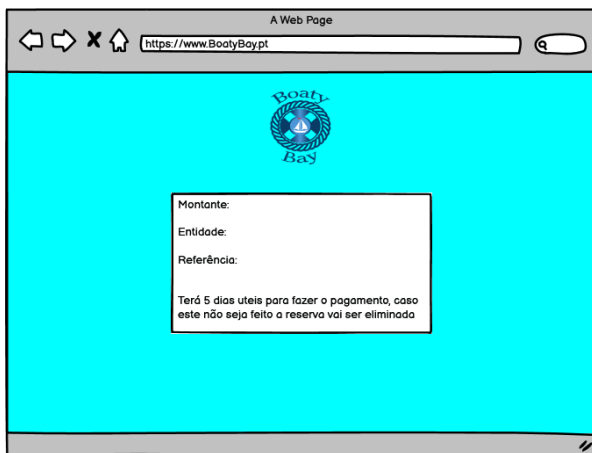 A Web Page
https://www.BoatyBay.pt
Boaty
Bay
Montante:
Entidade:
Referência:
Terá 5 dias uteis para fazer o pagamento, caso
este não seja feito a reserva vai ser eliminada